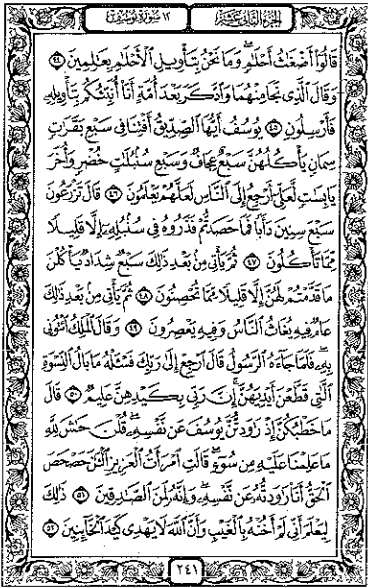 الجزء الثاني عشر
١٢ سورة يوسف
قَالُوٓا۟ أَضْغَٰثُ أَحْلَٰمٍۢ ۖ وَمَا نَحْنُ بِتَأْوِيلِ ٱلْأَحْلَٰمِ بِعَٰلِمِينَ ٤٤
وَقَالَ ٱلَّذِى نَجَا مِنْهُمَا وَٱدَّكَرَ بَعْدَ أُمَّةٍ أَنَا۠ أُنَبِّئُكُم بِتَأْوِيلِهِۦ
فَأَرْسِلُونِ ٤٥ يُوسُفُ أَيُّهَا ٱلصِّدِّيقُ أَفْتِنَا فِى سَبْعِ بَقَرَٰتٍۢ
سِمَانٍۢ يَأْكُلُهُنَّ سَبْعٌ عِجَافٌۭ وَسَبْعِ سُنۢبُلَٰتٍ خُضْرٍۢ وَأُخَرَ
يَابِسَٰتٍۢ لَّعَلِّىٓ أَرْجِعُ إِلَى ٱلنَّاسِ لَعَلَّهُمْ يَعْلَمُونَ ٤٦ قَالَ تَزْرَعُونَ
سَبْعَ سِنِينَ دَأَبًۭا فَمَا حَصَدتُّمْ فَذَرُوهُ فِى سُنۢبُلِهِۦٓ إِلَّا قَلِيلًۭا
مِّمَّا تَأْكُلُونَ ٤٧ ثُمَّ يَأْتِى مِنۢ بَعْدِ ذَٰلِكَ سَبْعٌۭ شِدَادٌۭ يَأْكُلْنَ
مَا قَدَّمْتُمْ لَهُنَّ إِلَّا قَلِيلًۭا مِّمَّا تُحْصِنُونَ ٤٨ ثُمَّ يَأْتِى مِنۢ بَعْدِ ذَٰلِكَ
عَامٌۭ فِيهِ يُغَاثُ ٱلنَّاسُ وَفِيهِ يَعْصِرُونَ ٤٩ وَقَالَ ٱلْمَلِكُ ٱئْتُونِى
بِهِۦ ۖ فَلَمَّا جَآءَهُ ٱلرَّسُولُ قَالَ ٱرْجِعْ إِلَىٰ رَبِّكَ فَسْـَٔلْهُ مَا بَالُ ٱلنِّسْوَةِ
ٱلَّٰتِى قَطَّعْنَ أَيْدِيَهُنَّ ۚ إِنَّ رَبِّى بِكَيْدِهِنَّ عَلِيمٌۭ ٥٠ قَالَ
مَا خَطْبُكُنَّ إِذْ رَٰوَدتُّنَّ يُوسُفَ عَن نَّفْسِهِۦ ۚ قُلْنَ حَٰشَ لِلَّهِ
مَا عَلِمْنَا عَلَيْهِ مِن سُوٓءٍۢ ۚ قَالَتِ ٱمْرَأَتُ ٱلْعَزِيزِ ٱلْـَٰٔنَ حَصْحَصَ
ٱلْحَقُّ أَنَا۠ رَٰوَدتُّهُۥ عَن نَّفْسِهِۦ وَإِنَّهُۥ لَمِنَ ٱلصَّٰدِقِينَ ٥١ ذَٰلِكَ
لِيَعْلَمَ أَنِّى لَمْ أَخُنْهُ بِٱلْغَيْبِ وَأَنَّ ٱللَّهَ لَا يَهْدِى كَيْدَ ٱلْخَآئِنِينَ ٥٢
٢٤١